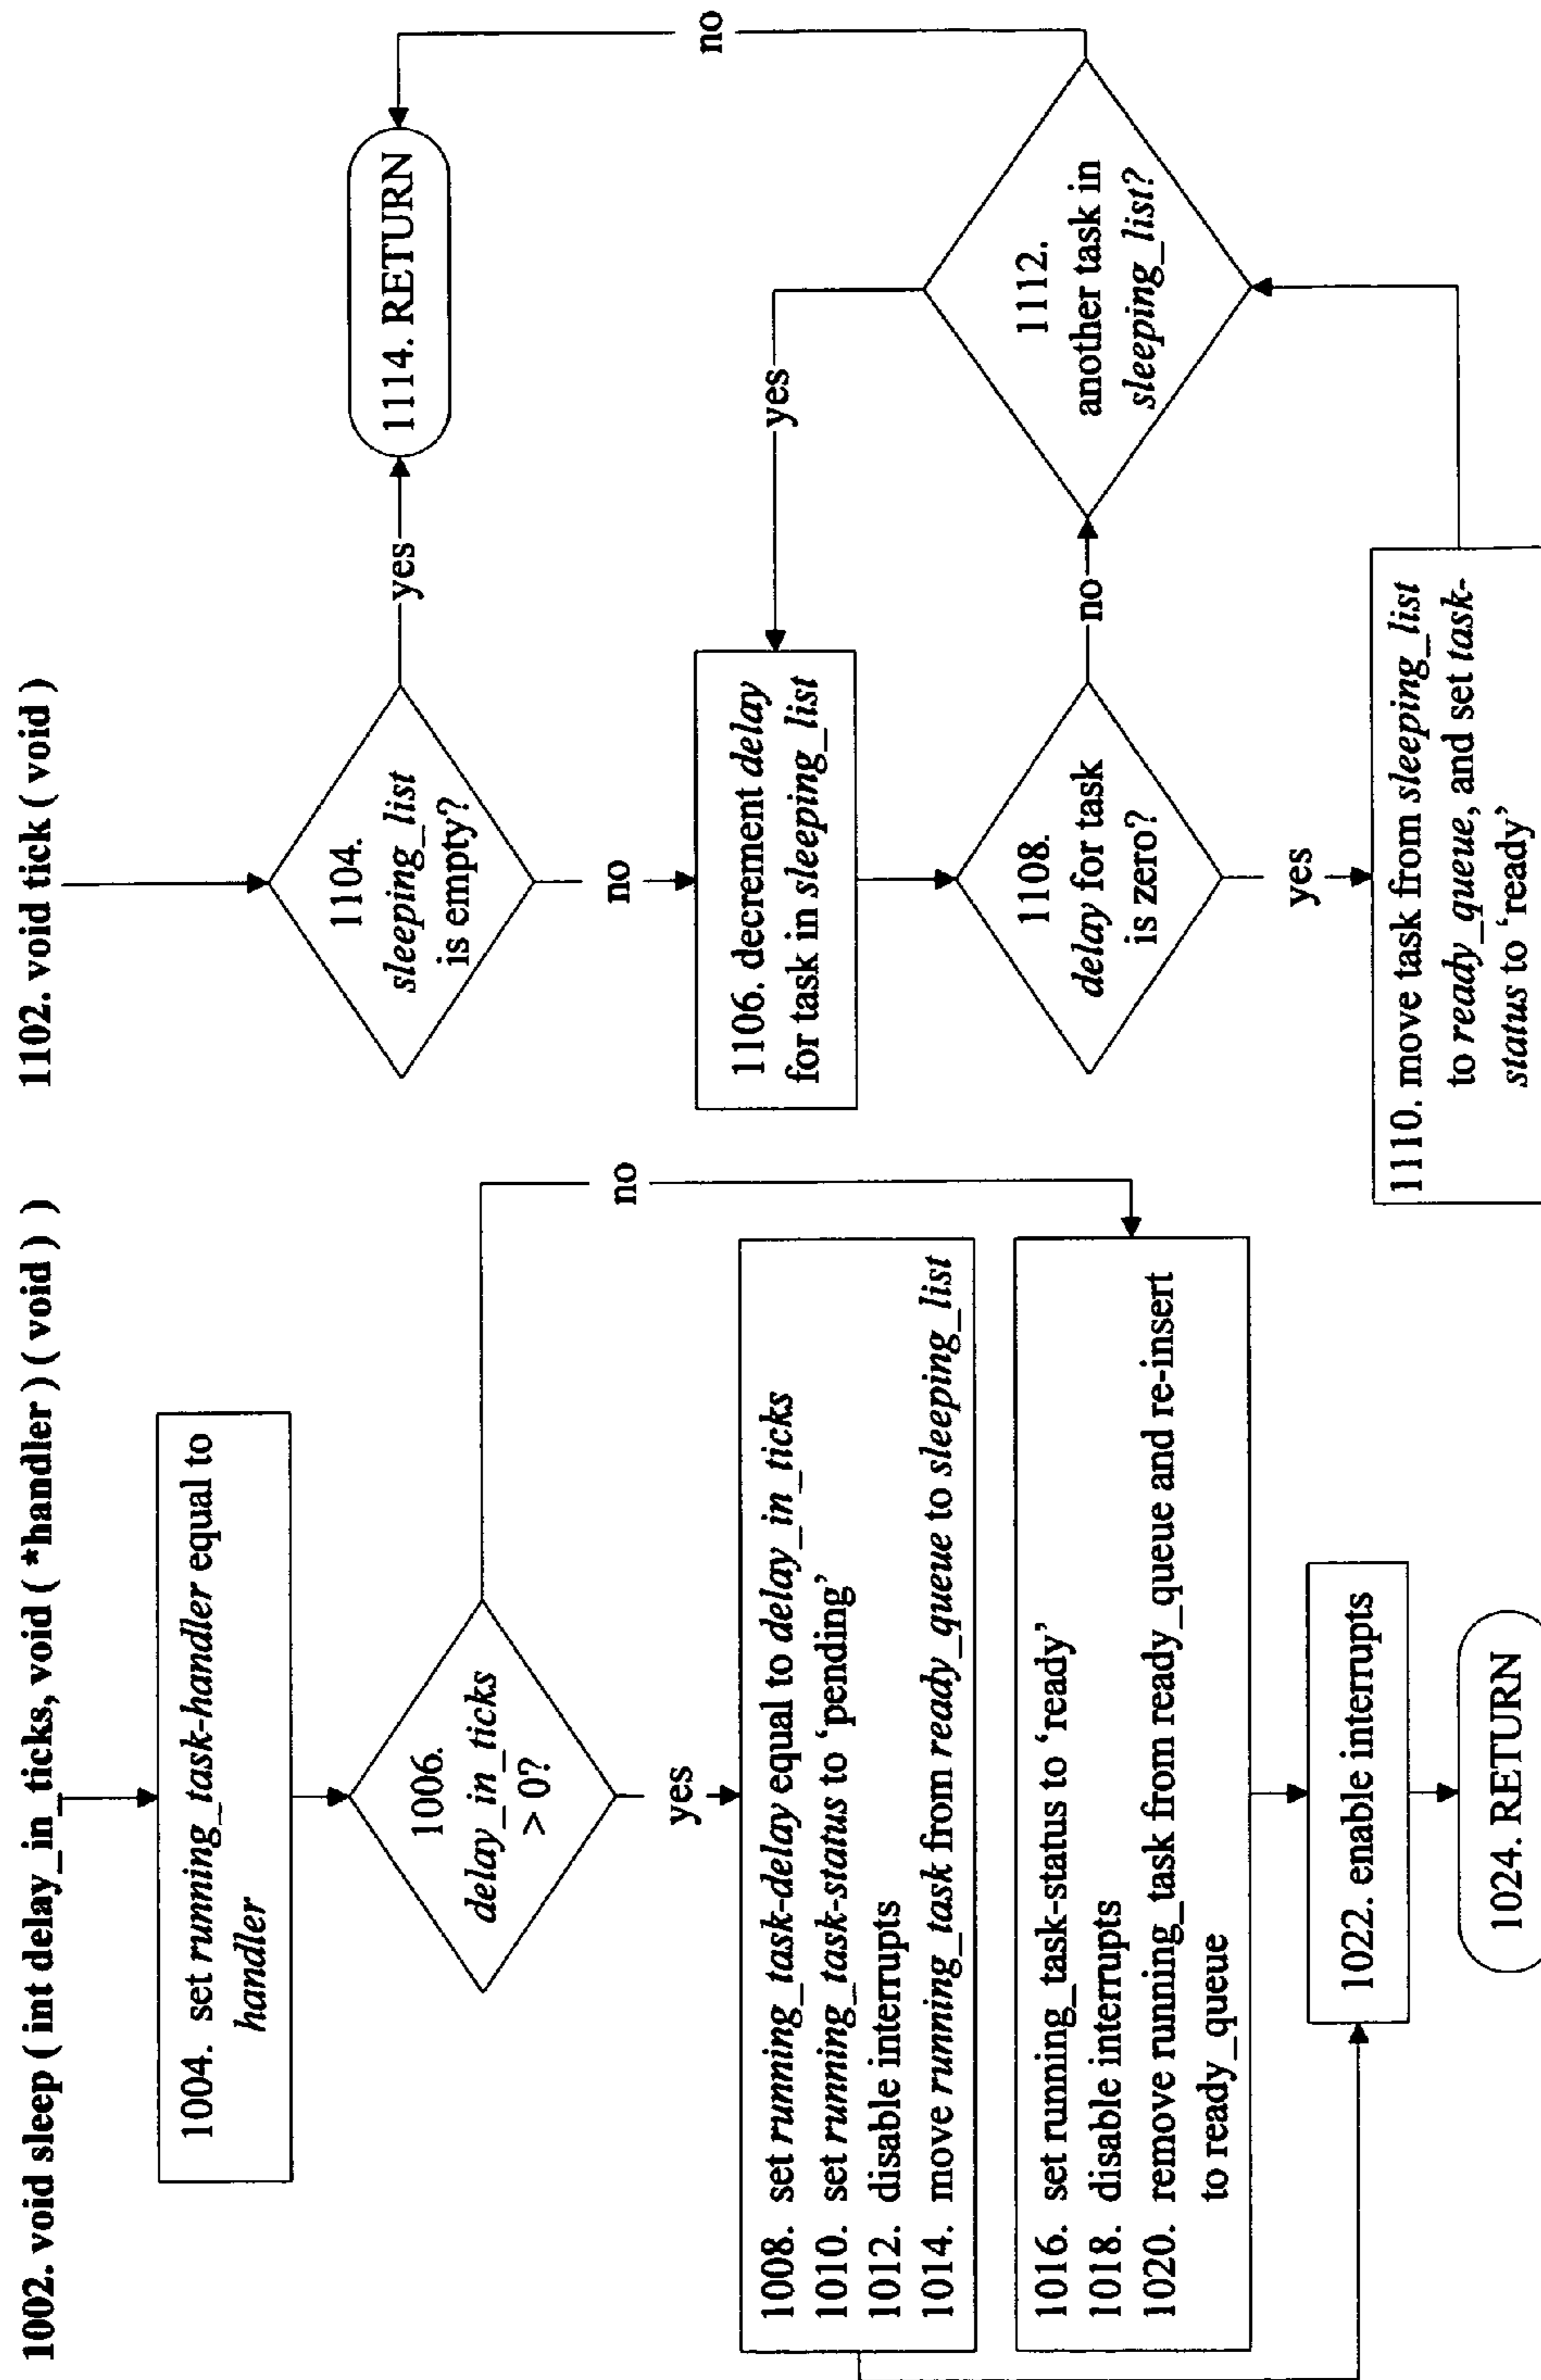 1002. void sleep ( int delay_in_ticks, void ( *handler ) ( void ) )
1004. set running_task-handler equal to
handler
1006.
delay_in_ticks
> 0?
yes
no
1008. set running_task-delay equal to delay_in_ticks
1010. set running_task-status to ‘pending’
1012. disable interrupts
1014. move running_task from ready_queue to sleeping_list
1016. set running_task-status to ‘ready’
1018. disable interrupts
1020. remove running_task from ready_queue and re-insert
to ready_queue
1022. enable interrupts
1024. RETURN
1102. void tick ( void )
1104.
sleeping_list
is empty?
yes
1114. RETURN
no
1106. decrement delay
for task in sleeping_list
1108.
delay for task
is zero?
no
yes
1110. move task from sleeping_list
to ready_queue, and set task-
status to ‘ready’
1112.
another task in
sleeping_list?
yes
no